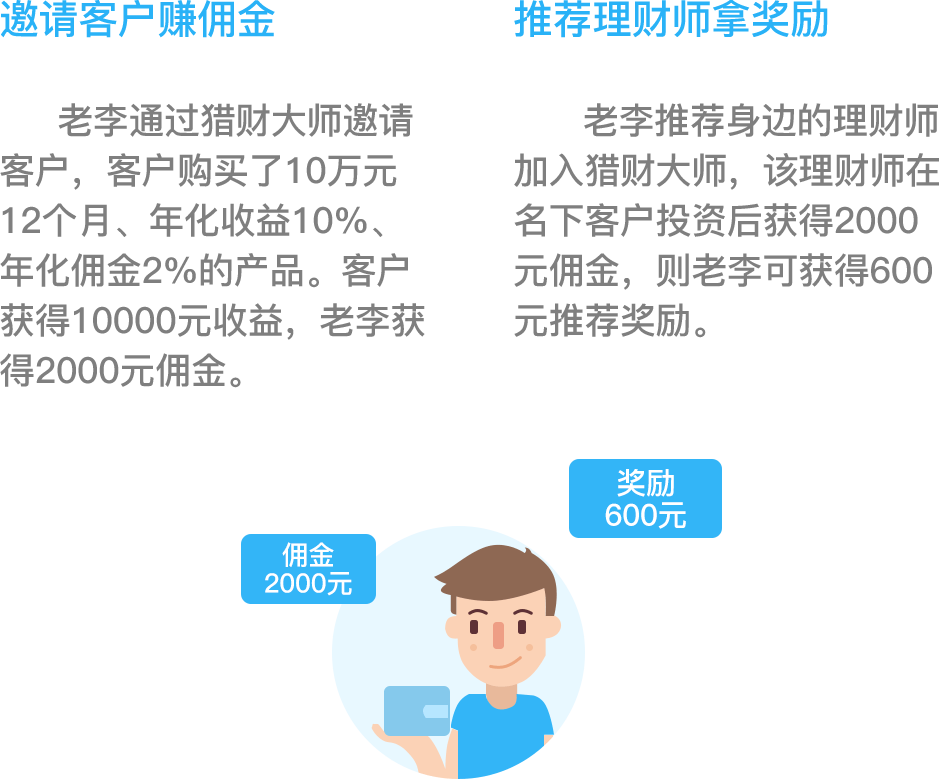 邀请客户赚佣金
老李通过猎财大师邀请
客户，客户购买了10万元
12个月、年化收益10%、
年化佣金2%的产品。客户
获得10000元收益，老李获
得2000元佣金。
推荐理财师拿奖励
老李推荐身边的理财师
加入猎财大师，该理财师在
名下客户投资后获得2000
元佣金，则老李可获得600
元推荐奖励。
奖励
600元
佣金
2000元